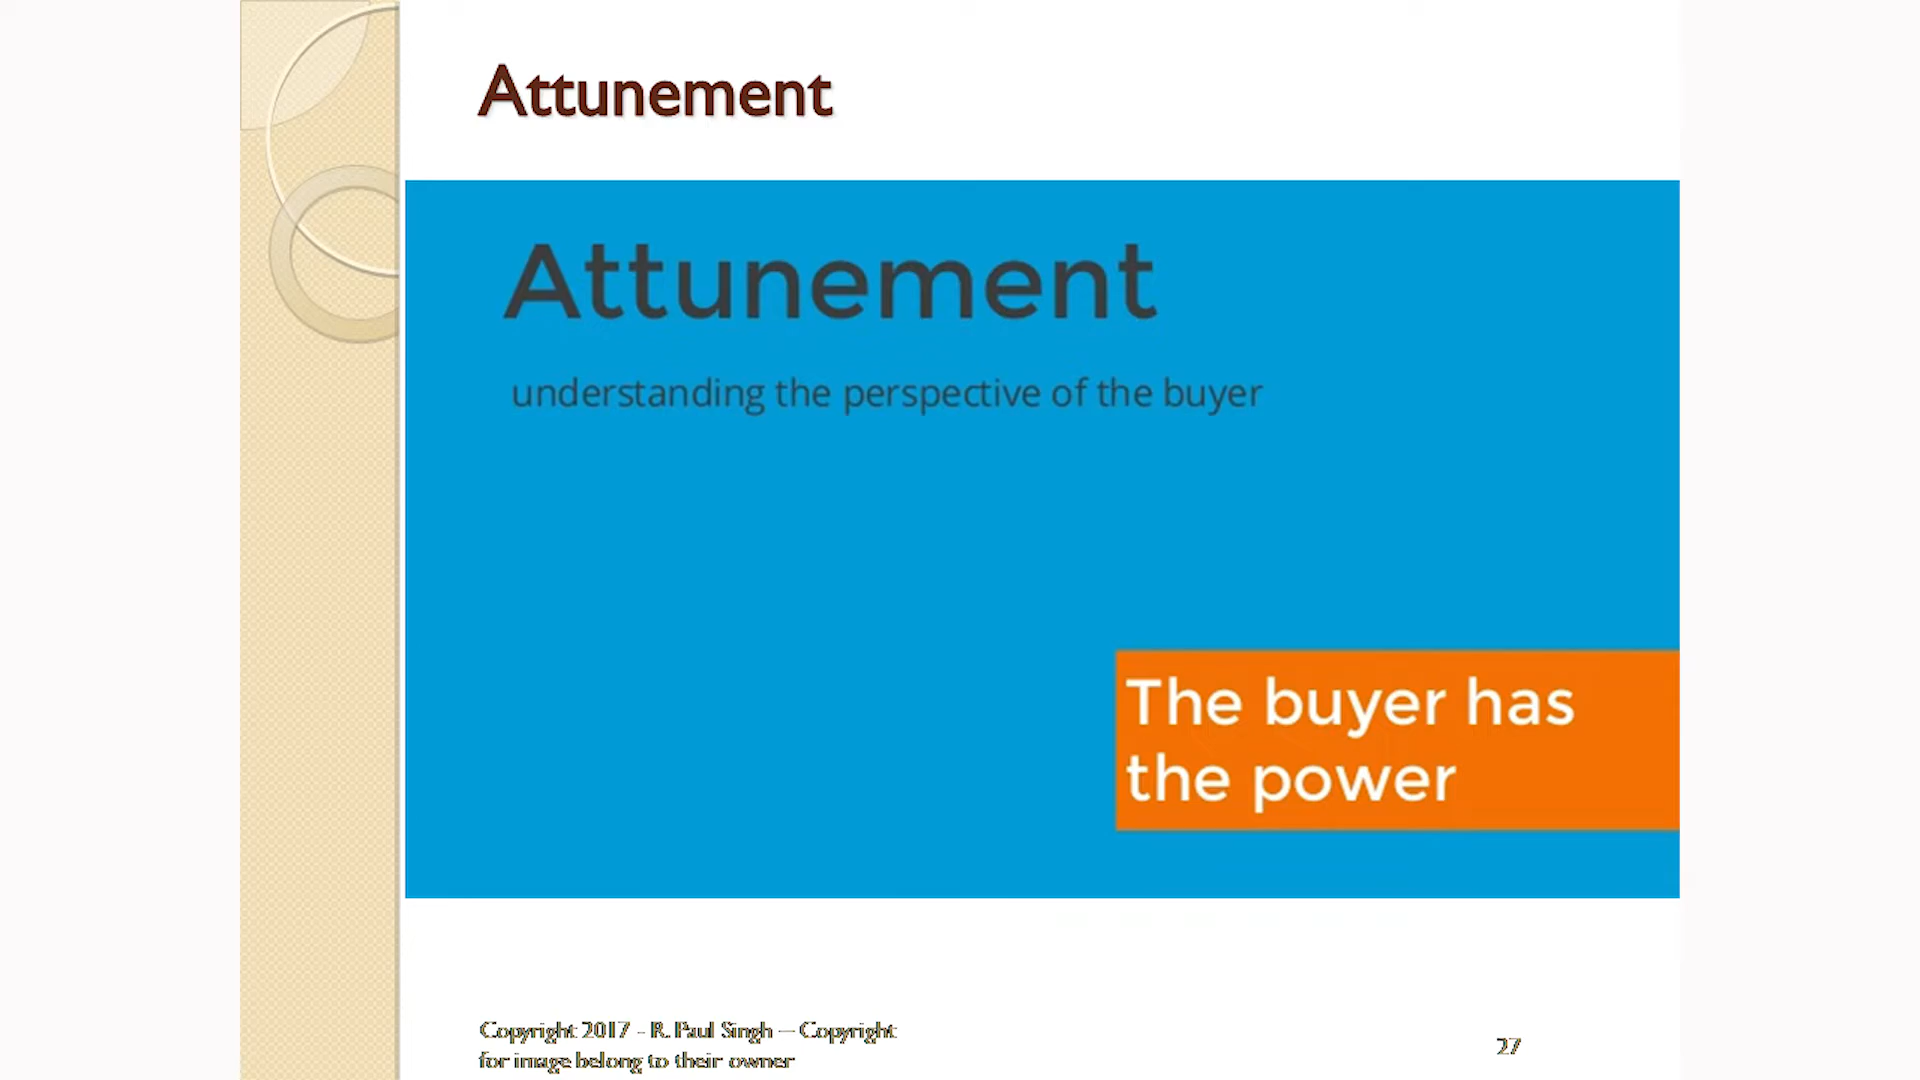 Attunement
Attunement
understanding the perspective of the buyer
The buyer has
the power
Copyright 2017 - R. Paul Singh – Copyright
for image belong to their owner
27